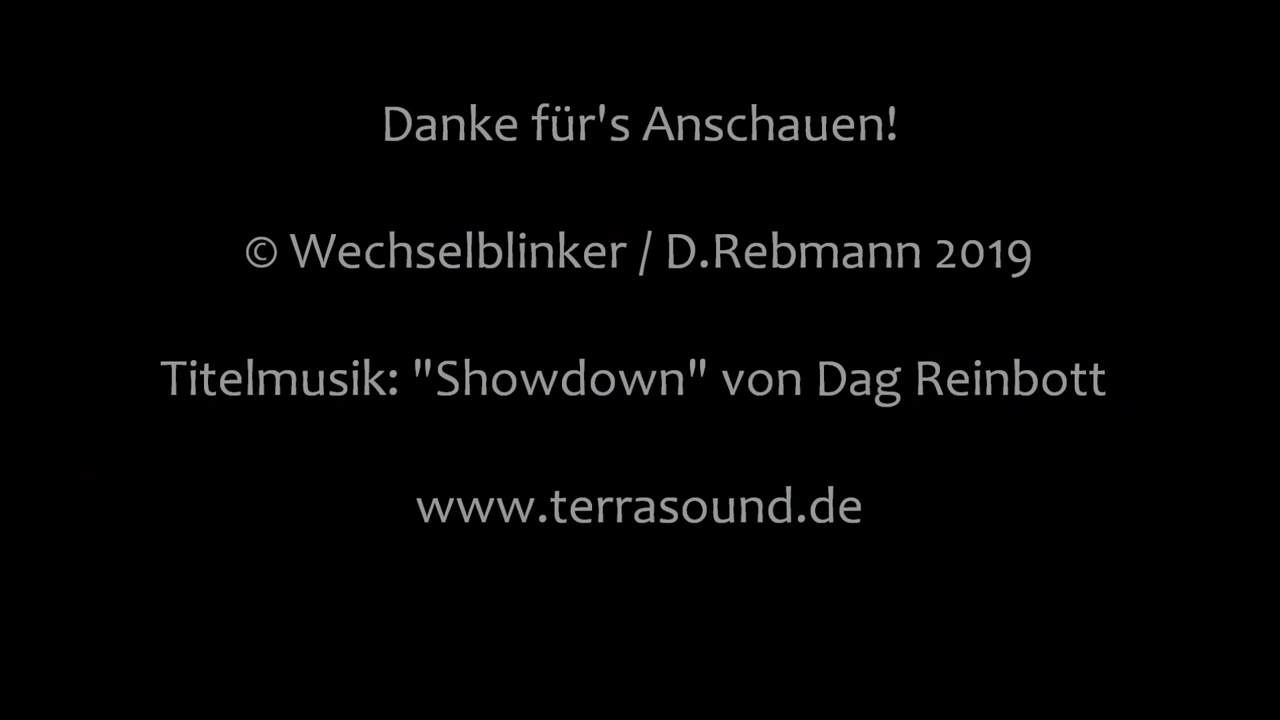 Danke für's Anschauen!
© Wechselblinker / D.Rebmann 2019
Titelmusik: "Showdown" von Dag Reinbott
www.terrasound.de